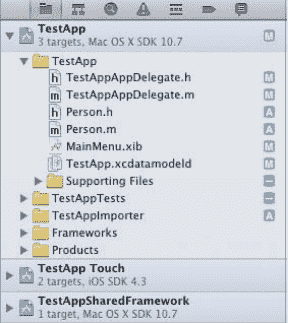 TestApp M
3 targets, Mac OS X SDK 10.7
TestApp
h TestAppAppDelegate.h M
m TestAppAppDelegate.m M
h Person.h A
m Person.m A
MainMenu.xib M
TestApp.xcdatamodeld M
Supporting Files
TestAppTests
TestAppImporter A
Frameworks
Products
TestApp Touch
2 targets, iOS SDK 4.3
TestAppSharedFramework
1 target, Mac OS X SDK 10.7